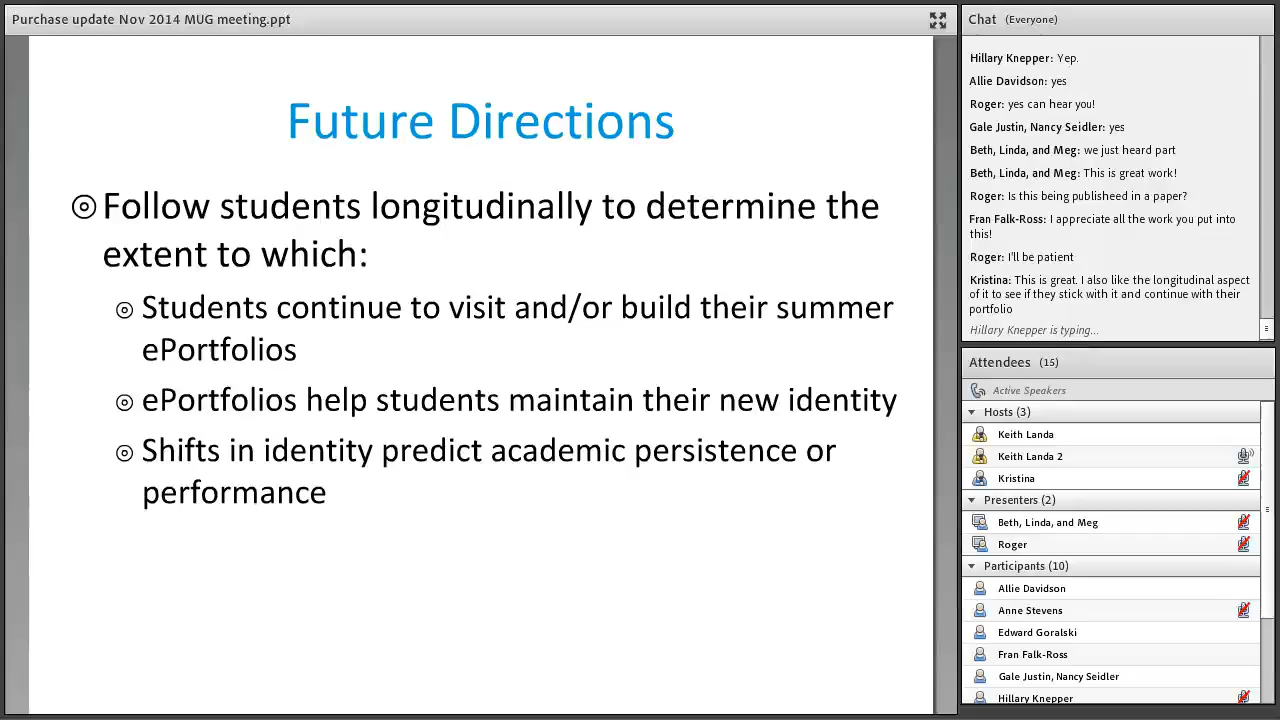 Purchase update Nov 2014 MUG meeting.ppt
Future Directions
Follow students longitudinally to determine the
extent to which:
Students continue to visit and/or build their summer
ePortfolios
ePortfolios help students maintain their new identity
Shifts in identity predict academic persistence or
performance
Chat (Everyone)
Hillary Knepper: Yep.
Allie Davidson: yes
Roger: yes can hear you!
Gale Justin, Nancy Seidler: yes
Beth, Linda, and Meg: we just heard part
Beth, Linda, and Meg: This is great work!
Roger: Is this being publisheed in a paper?
Fran Falk-Ross: I appreciate all the work you put into
this!
Roger: I'll be patient
Kristina: This is great. I also like the longitudinal aspect
of it to see if they stick with it and continue with their
portfolio
Hillary Knepper is typing...
Attendees (15)
Active Speakers
Hosts (3)
Keith Landa
Keith Landa 2
Kristina
Presenters (2)
Beth, Linda, and Meg
Roger
Participants (10)
Allie Davidson
Anne Stevens
Edward Goralski
Fran Falk-Ross
Gale Justin, Nancy Seidler
Hillary Knepper